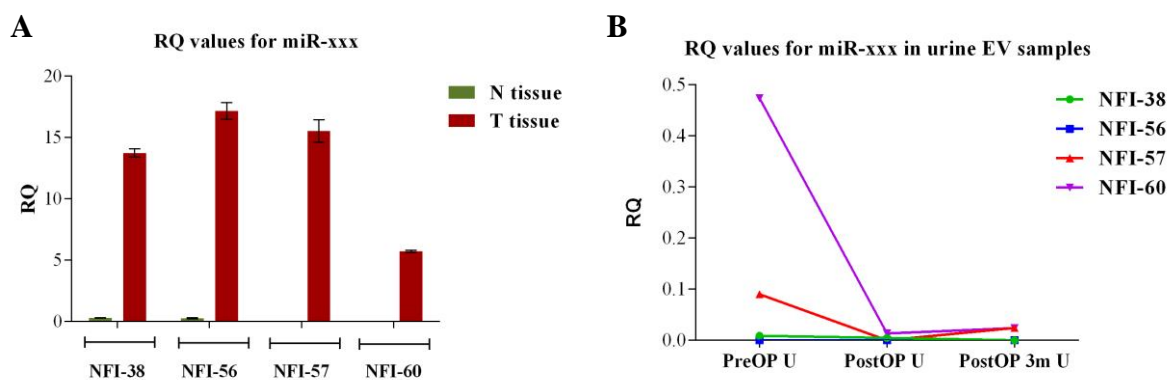 A
RQ values for miR-xxx
20
15
10
5
0
RQ
N tissue
T tissue
NFI-38
NFI-56
NFI-57
NFI-60
B
RQ values for miR-xxx in urine EV samples
0.5
0.4
0.3
0.2
0.1
0.0
RQ
NFI-38
NFI-56
NFI-57
NFI-60
PreOP U
PostOP U
PostOP 3m U